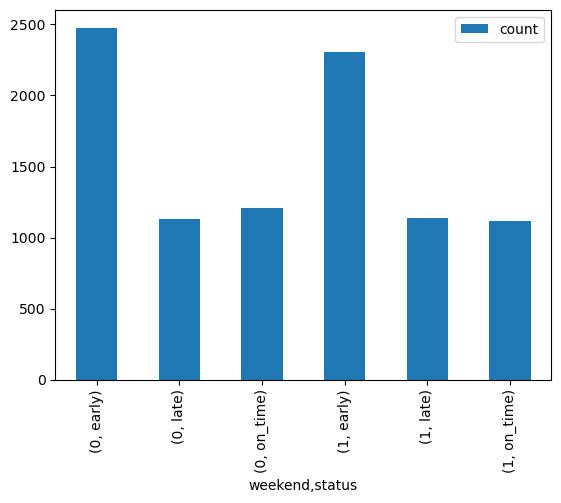 2500
2000
1500
1000
500
0
count
(0, early)
(0, late)
(0, on_time)
(1, early)
(1, late)
(1, on_time)
weekend,status